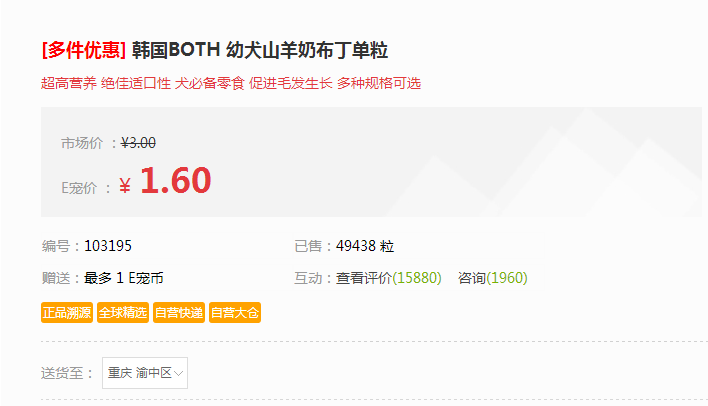 [多件优惠] 韩国BOTH 幼犬山羊奶布丁单粒
超高营养 绝佳适口性 犬必备零食 促进毛发生长 多种规格可选
市场价 ：¥3.00
E宠价 ：¥ 1.60
编号：103195 已售：49438 粒
赠送：最多 1 E宠币 互动：查看评价(15880) 咨询(1960)
正品溯源 全球精选 自营快递 自营大仓
送货至： 重庆 渝中区